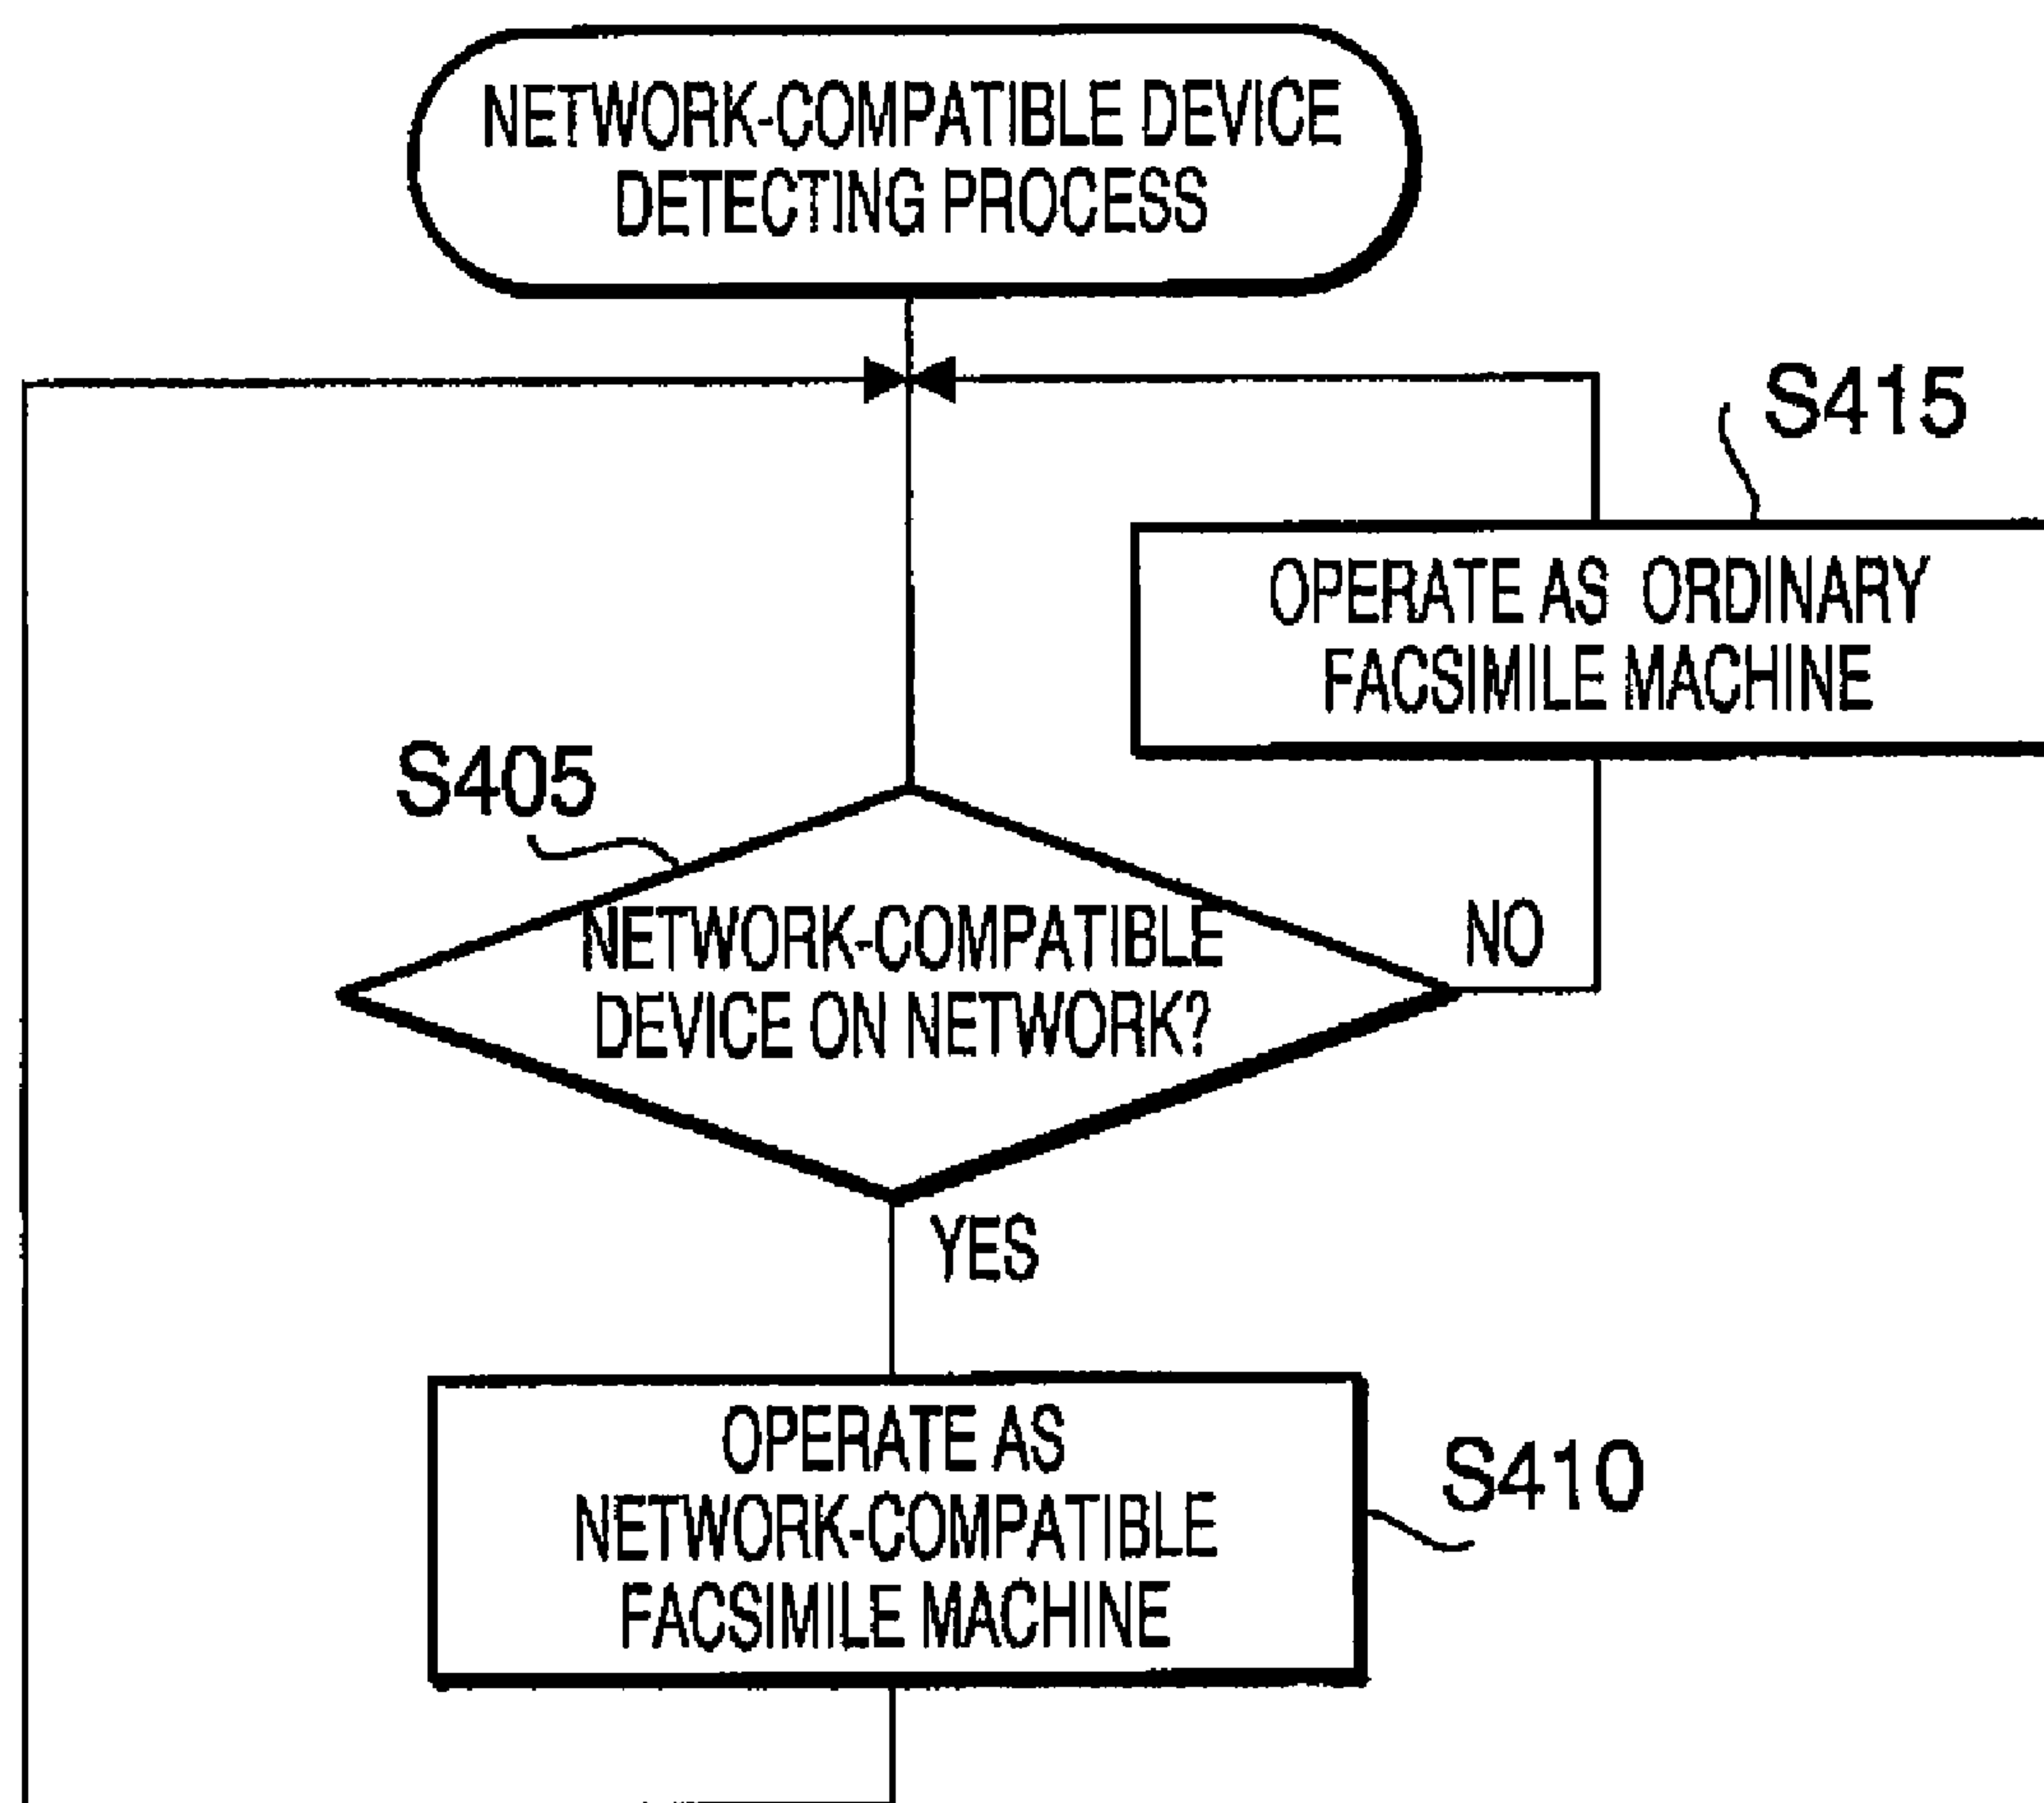 NETWORK-COMPATIBLE DEVICE
DETECTING PROCESS
S415
OPERATE AS ORDINARY
FACSIMILE MACHINE
S405
NETWORK-COMPATIBLE
DEVICE ON NETWORK?
NO
YES
OPERATE AS
NETWORK-COMPATIBLE
FACSIMILE MACHINE
S410